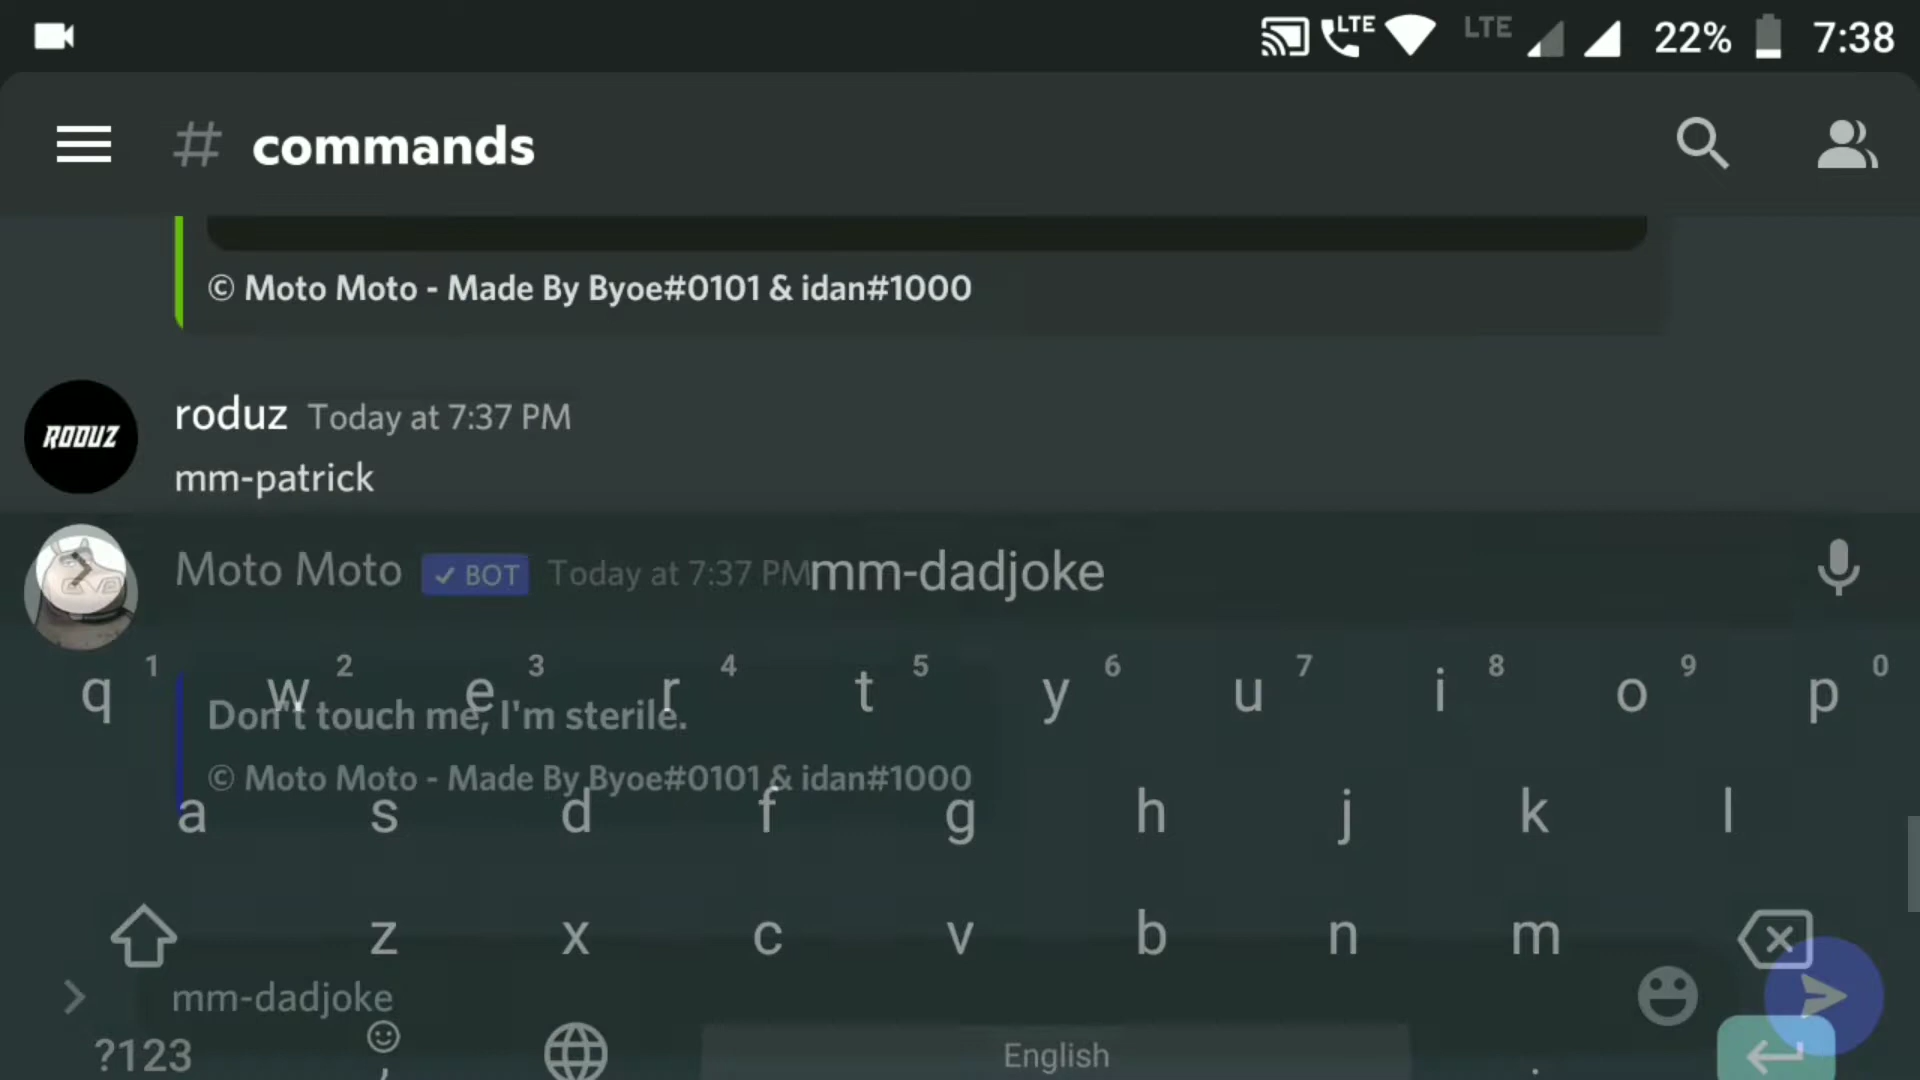 LTE LTE 22% 7:38
# commands
© Moto Moto - Made By Byoe#0101 & idan#1000
RODUZ
roduz Today at 7:37 PM
mm-patrick
Moto Moto ✓ BOT Today at 7:37 PM
mm-dadjoke
q 1 w 2 e 3 r 4 t 5 y 6 u 7 i 8 o 9 p 0
Don't touch me, I'm sterile.
© Moto Moto - Made By Byoe#0101 & idan#1000
a s d f g h j k l
z x c v b n m
mm-dadjoke
?123 , English .